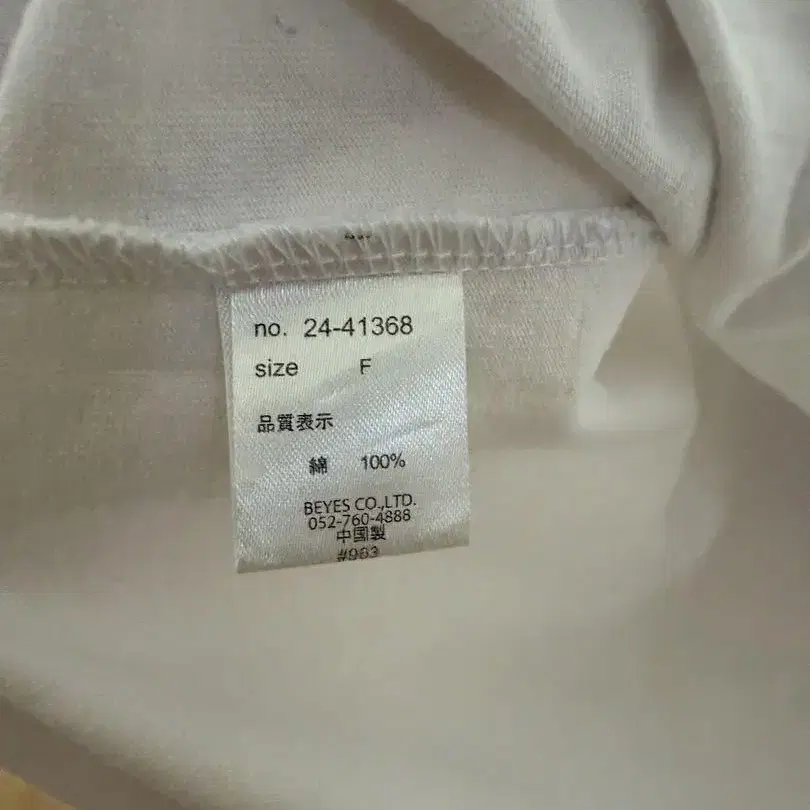 no. 24-41368
size F
品質表示
綿 100%
BEYES CO.,LTD.
052-760-4888
中国製
#983